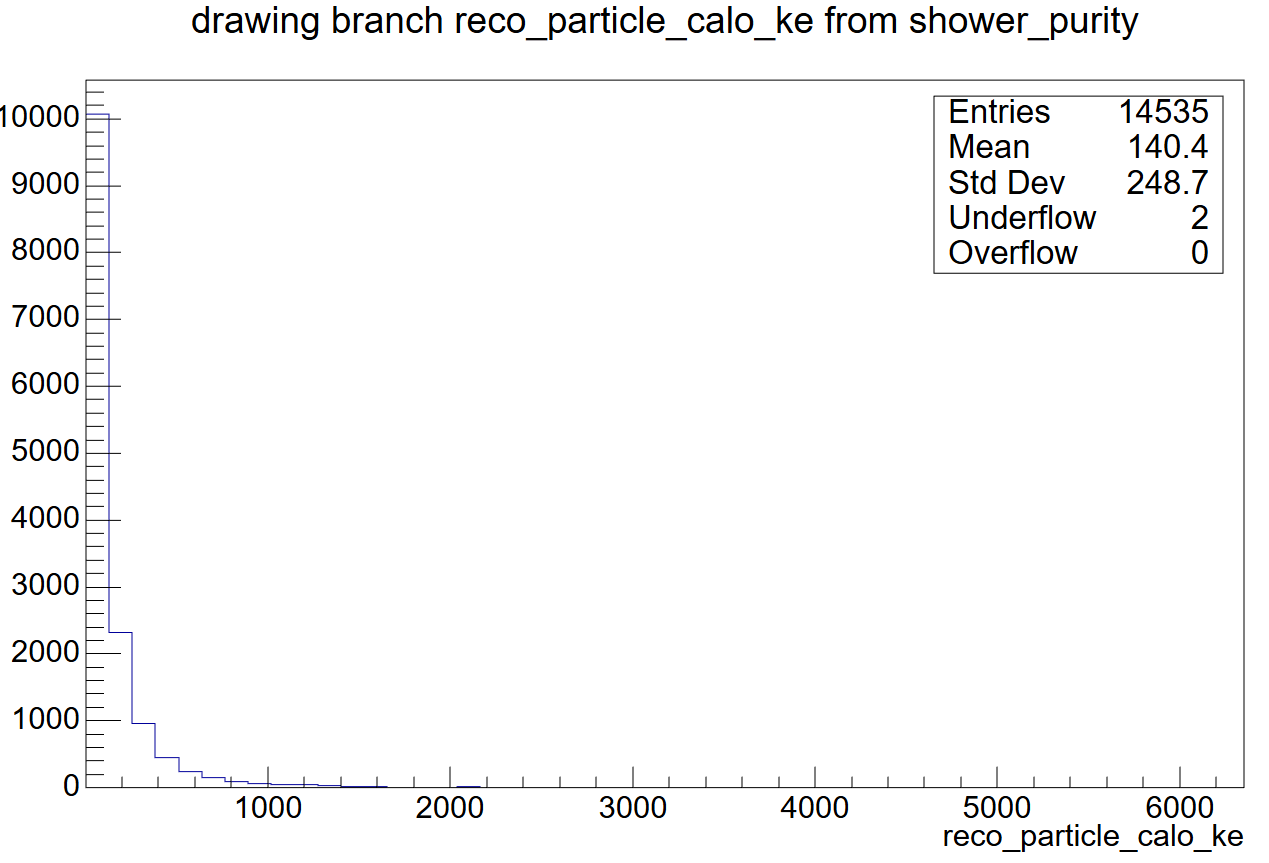 drawing branch reco_particle_calo_ke from shower_purity
Entries 14535
Mean 140.4
Std Dev 248.7
Underflow 2
Overflow 0
10000
9000
8000
7000
6000
5000
4000
3000
2000
1000
0
1000 2000 3000 4000 5000 6000
reco_particle_calo_ke